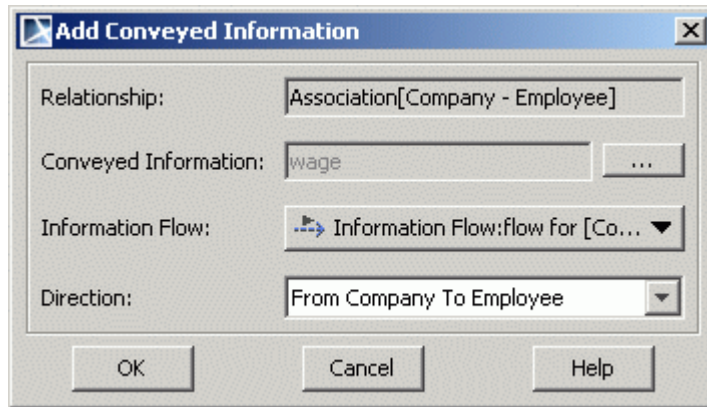 Add Conveyed Information
Relationship: Association[Company - Employee]
Conveyed Information: wage ...
Information Flow: Information Flow:flow for [Co...
Direction: From Company To Employee
OK Cancel Help